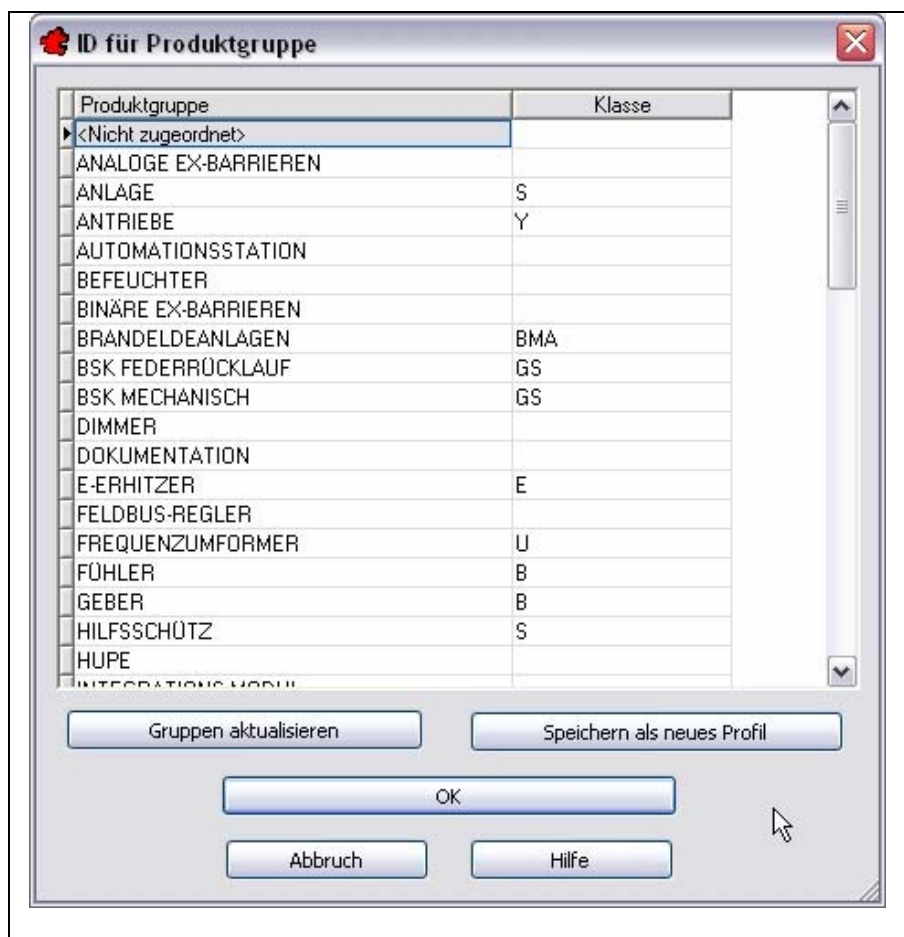 ID für Produktgruppe
Produktgruppe Klasse
<Nicht zugeordnet>
ANALOGE EX-BARRIEREN
ANLAGE S
ANTRIEBE Y
AUTOMATIONSSTATION
BEFEUCHTER
BINÄRE EX-BARRIEREN
BRANDELDEANLAGEN BMA
BSK FEDERRÜCKLAUF GS
BSK MECHANISCH GS
DIMMER
DOKUMENTATION
E-ERHITZER E
FELDBUS-REGLER
FREQUENZUMFORMER U
FÜHLER B
GEBER B
HILFSSCHÜTZ S
HUPE
INTEGRATIONS MODUL
Gruppen aktualisieren Speichern als neues Profil
OK
Abbruch Hilfe